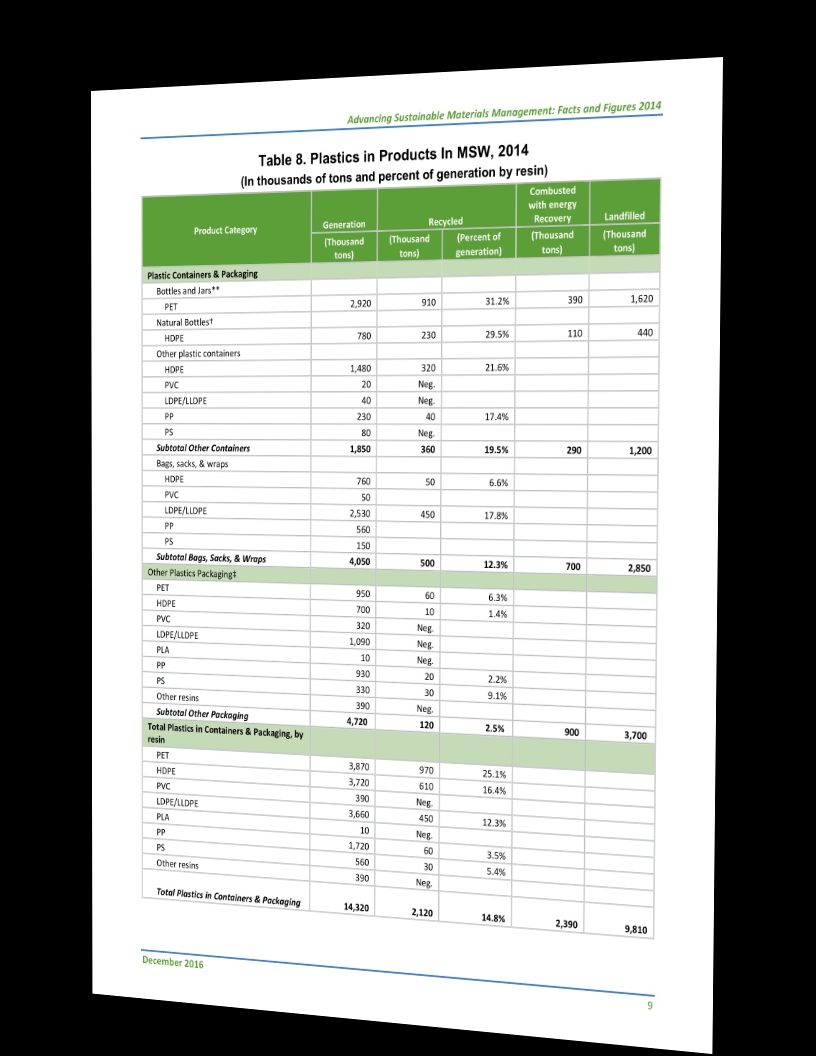 Advancing Sustainable Materials Management: Facts and Figures 2014
Table 8. Plastics in Products In MSW, 2014
(In thousands of tons and percent of generation by resin)
Product Category Generation Recycled Combusted with energy Recovery Landfilled
(Thousand tons) (Thousand tons) (Percent of generation) (Thousand tons) (Thousand tons)
Plastic Containers & Packaging
Bottles and Jars**
PET 2,920 910 31.2% 390 1,620
Natural Bottles†
HDPE 780 230 29.5% 110 440
Other plastic containers
HDPE 1,480 320 21.6%
PVC 20 Neg.
LDPE/LLDPE 40 Neg.
PP 230 40 17.4%
PS 80 Neg.
Subtotal Other Containers 1,850 360 19.5% 290 1,200
Bags, sacks, & wraps
HDPE 760 50 6.6%
PVC 50
LDPE/LLDPE 2,530 450 17.8%
PP 560
PS 150
Subtotal Bags, Sacks, & Wraps 4,050 500 12.3% 700 2,850
Other Plastics Packaging‡
PET 950 60 6.3%
HDPE 700 10 1.4%
PVC 320 Neg.
LDPE/LLDPE 1,090 Neg.
PLA 10 Neg.
PP 930 20 2.2%
PS 330 30 9.1%
Other resins 390 Neg.
Subtotal Other Packaging 4,720 120 2.5% 900 3,700
Total Plastics in Containers & Packaging, by
resin
PET 3,870 970 25.1%
HDPE 3,720 610 16.4%
PVC 390 Neg.
LDPE/LLDPE 3,660 450 12.3%
PLA 10 Neg.
PP 1,720 60 3.5%
PS 560 30 5.4%
Other resins 390 Neg.
Total Plastics in Containers & Packaging 14,320 2,120 14.8% 2,390 9,810
December 2016
9